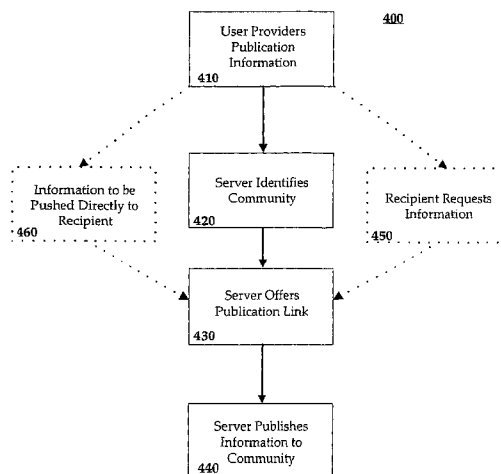 400
User Providers
Publication
Information
410
Information to be
Pushed Directly to
Recipient
460
Server Identifies
Community
420
Recipient Requests
Information
450
Server Offers
Publication Link
430
Server Publishes
Information to
Community
440